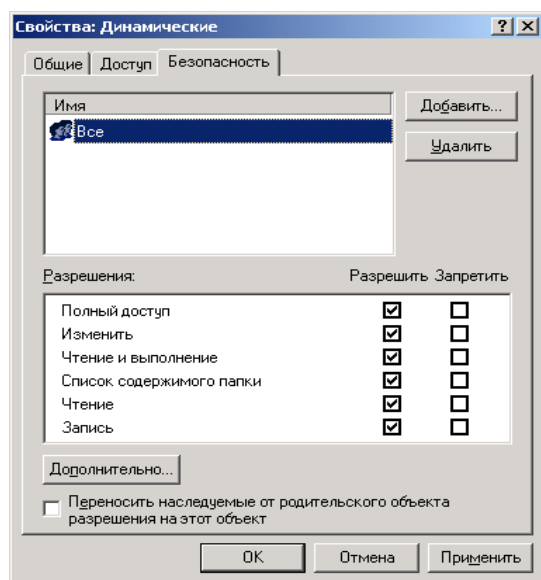 Свойства: Динамические
Общие Доступ Безопасность
Имя Добавить...
Все
Удалить
Разрешения: Разрешить Запретить
Полный доступ
Изменить
Чтение и выполнение
Список содержимого папки
Чтение
Запись
Дополнительно...
Переносить наследуемые от родительского объекта
разрешения на этот объект
OK Отмена Применить